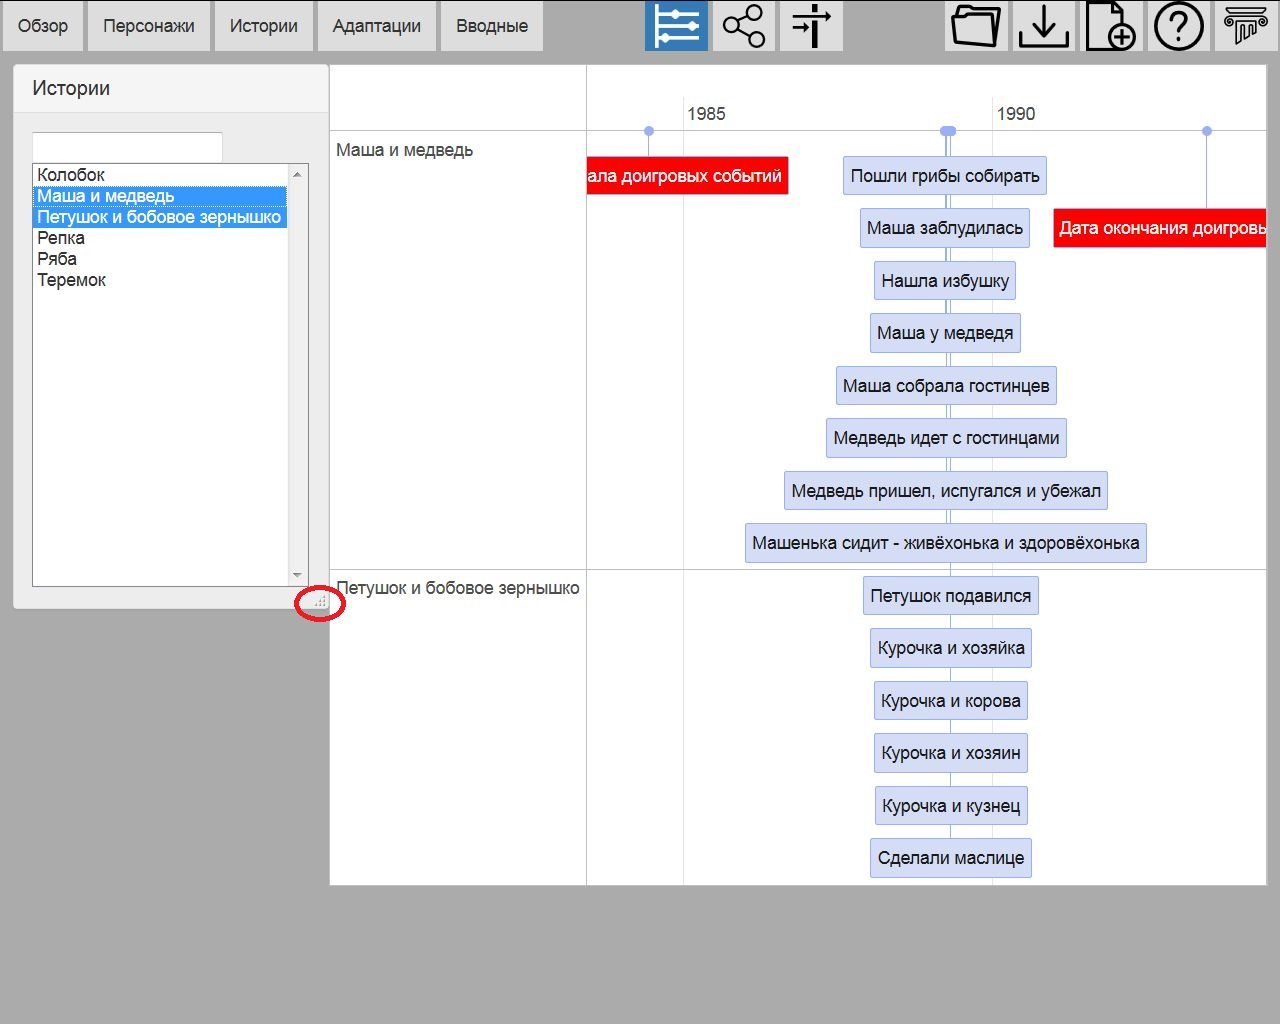 Обзор
Персонажи
Истории
Адаптации
Вводные
Истории
Колобок
Маша и медведь
Петушок и бобовое зернышко
Репка
Ряба
Теремок
1985
1990
Маша и медведь
ала доигровых событий
Пошли грибы собирать
Маша заблудилась
Дата окончания доигровы
Нашла избушку
Маша у медведя
Маша собрала гостинцев
Медведь идет с гостинцами
Медведь пришел, испугался и убежал
Машенька сидит - живёхонька и здоровёхонька
Петушок и бобовое зернышко
Петушок подавился
Курочка и хозяйка
Курочка и корова
Курочка и хозяин
Курочка и кузнец
Сделали маслице